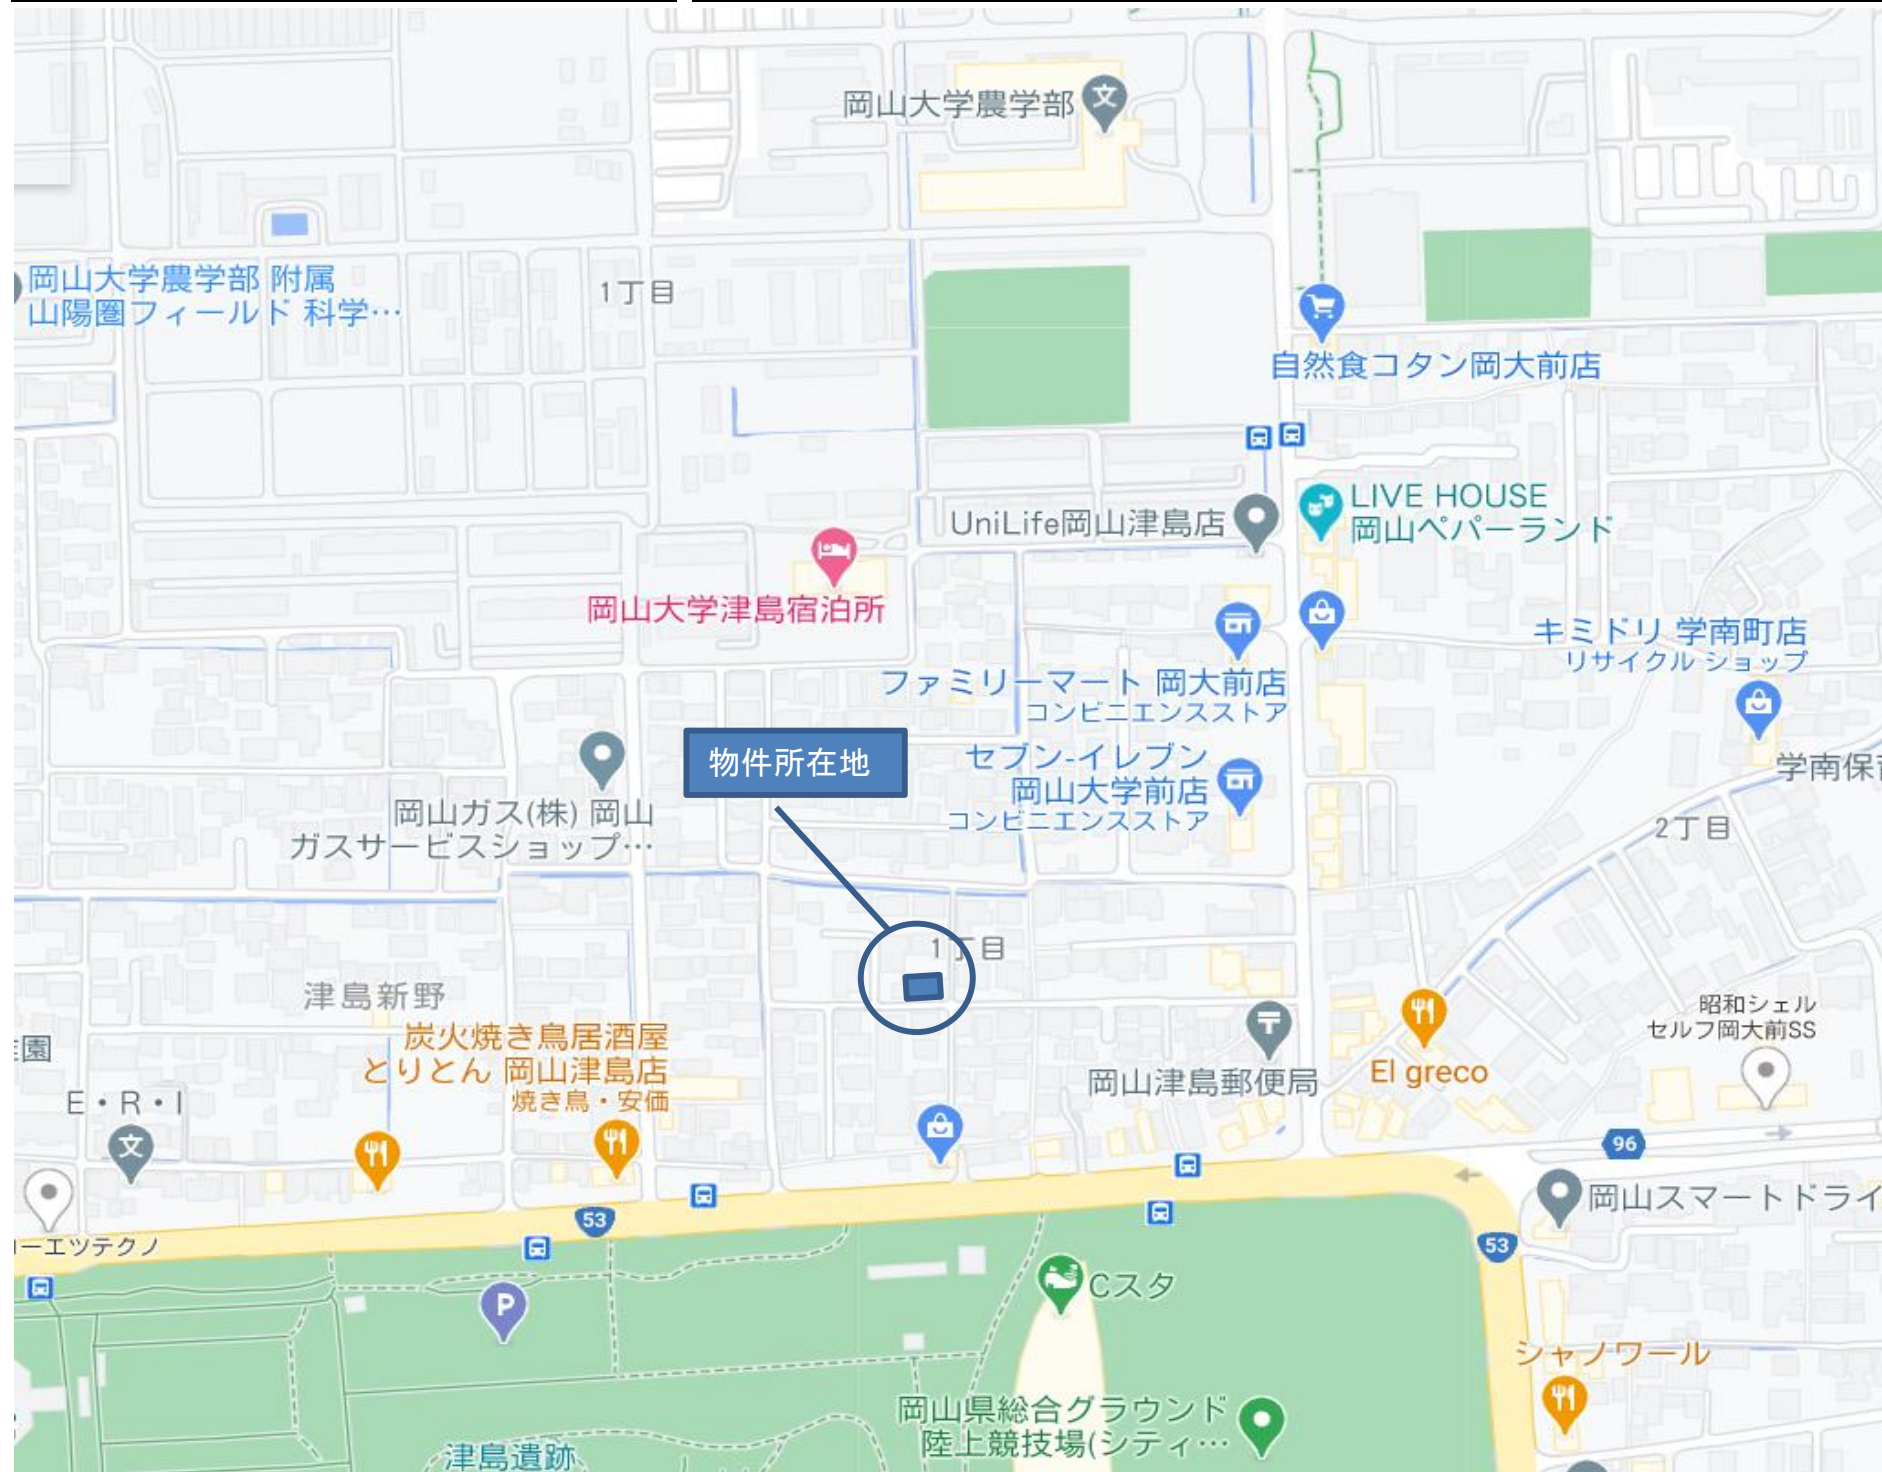 岡山大学農学部
文
岡山大学農学部 附属
山陽圏フィールド 科学…
1丁目
自然食コタン岡大前店
LIVE HOUSE
岡山ペパーランド
UniLife岡山津島店
岡山大学津島宿泊所
キミドリ 学南町店
リサイクル ショップ
ファミリーマート 岡大前店
コンビニエンスストア
物件所在地
セブン-イレブン
岡山大学前店
コンビニエンスストア
学南保
岡山ガス(株) 岡山
ガスサービスショップ…
2丁目
1丁目
津島新野
昭和シェル
セルフ岡大前SS
炭火焼き鳥居酒屋
とりとん 岡山津島店
焼き鳥・安価
園
岡山津島郵便局
El greco
E・R・I
文
96
岡山スマートドライ
53
ーエツテクノ
53
P
Cスタ
シャノワール
岡山県総合グラウンド
陸上競技場(シティ…
津島遺跡